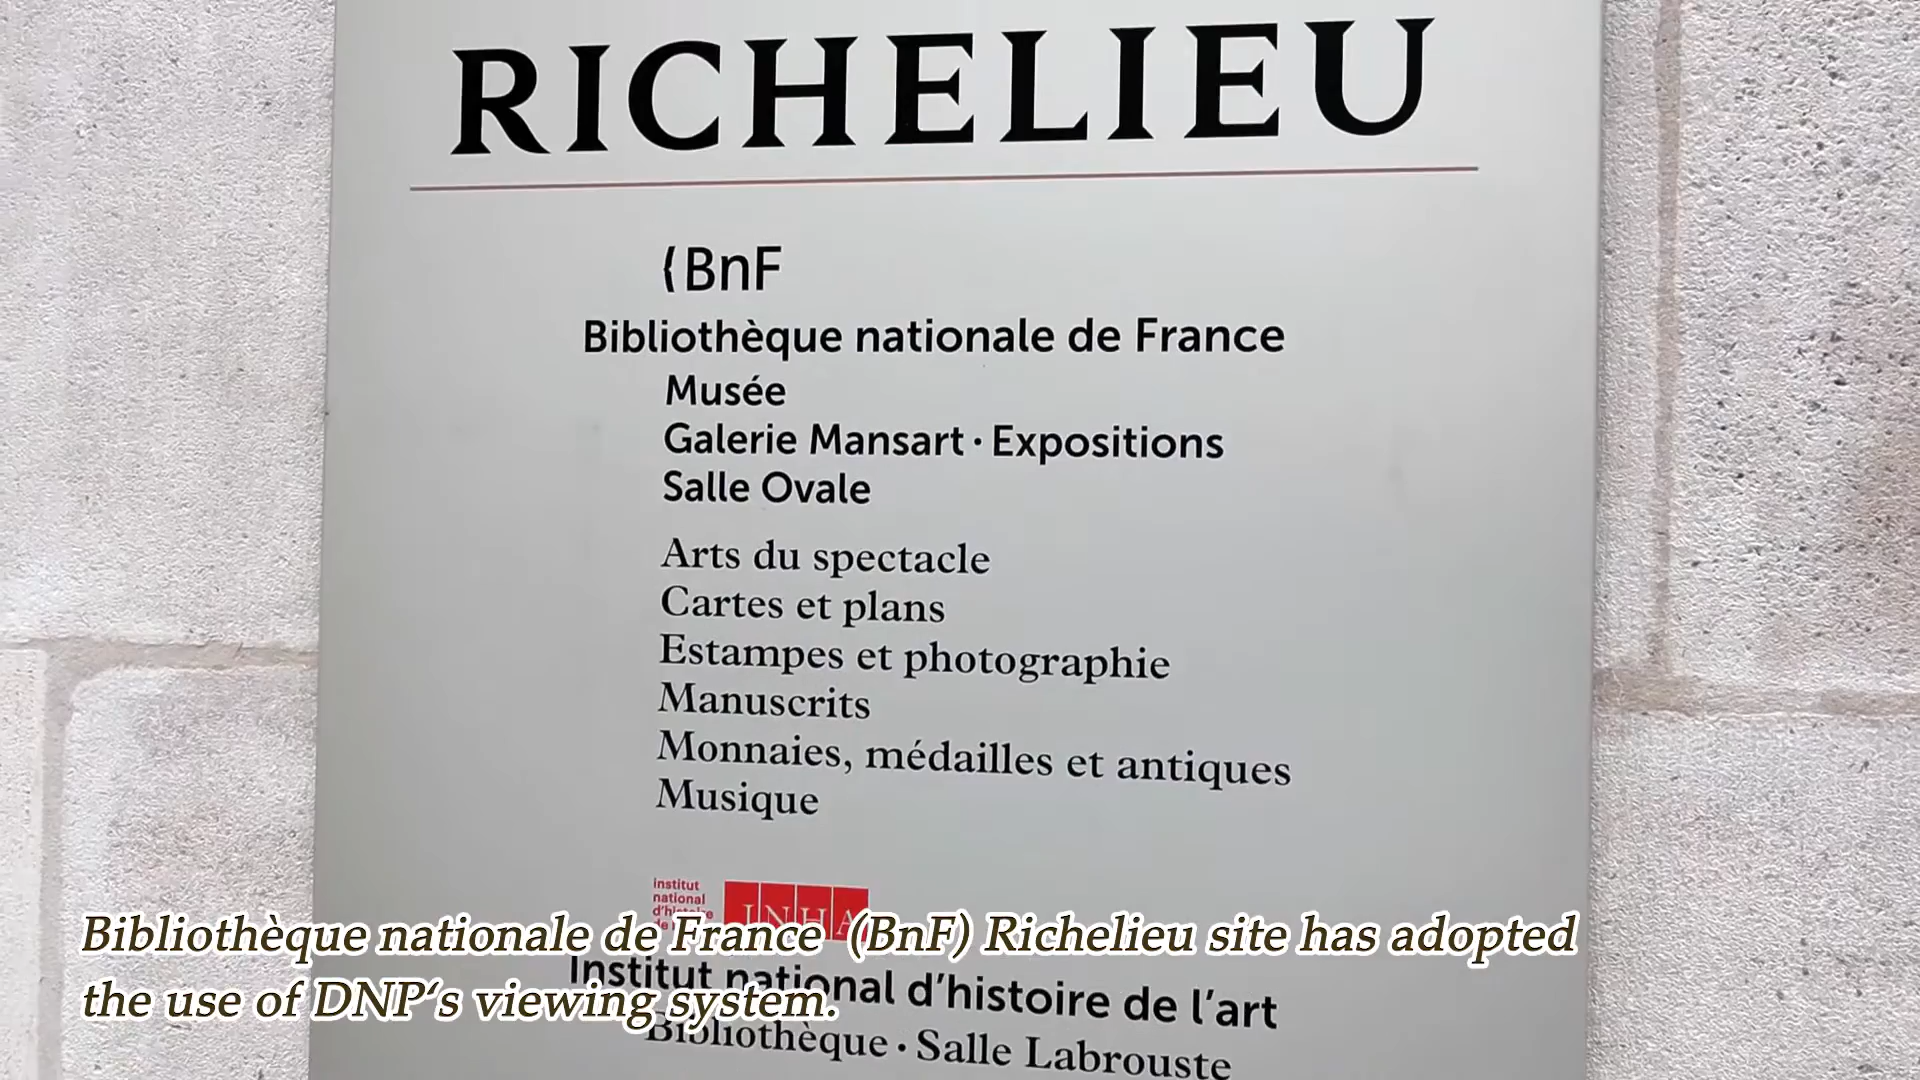 RICHELIEU
(BnF
Bibliothèque nationale de France
Musée
Galerie Mansart · Expositions
Salle Ovale
Arts du spectacle
Cartes et plans
Estampes et photographie
Manuscrits
Monnaies, médailles et antiques
Musique
institut
national
INHA
Bibliothèque nationale de France (BnF) Richelieu site has adopted
the use of DNP‘s viewing system.
Institut national d’histoire de l’art
Bibliothèque · Salle Labrouste